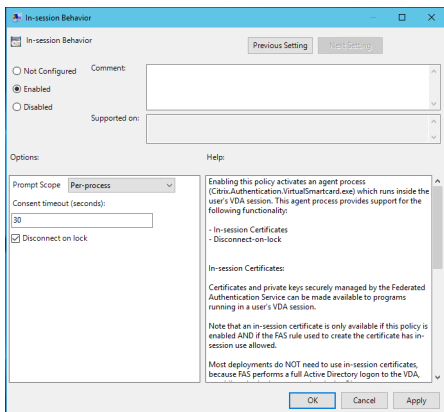 In-session Behavior
In-session Behavior
Previous Setting
Next Setting
Not Configured
Comment:
Enabled
Disabled
Supported on:
Options:
Help:
Prompt Scope Per-process
Consent timeout (seconds):
30
Disconnect on lock
Enabling this policy activates an agent process
(Citrix.Authentication.VirtualSmartcard.exe) which runs inside the
user's VDA session. This agent process provides support for the
following functionality:
- In-session Certificates
- Disconnect-on-lock
In-session Certificates:
Certificates and private keys securely managed by the Federated
Authentication Service can be made available to programs
running in a user's VDA session.
Note that an in-session certificate is only available if this policy is
enabled AND if the FAS rule used to create the certificate has in-
session use allowed.
Most deployments do NOT need to use in-session certificates,
because FAS performs a full Active Directory logon to the VDA,
OK
Cancel
Apply